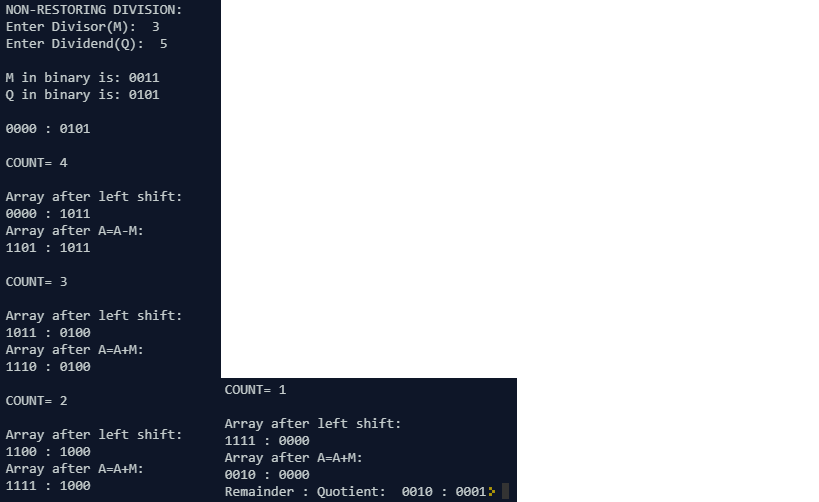 NON-RESTORING DIVISION:
Enter Divisor(M):  3
Enter Dividend(Q):  5
M in binary is: 0011
Q in binary is: 0101
0000 : 0101
COUNT= 4
Array after left shift:
0000 : 1011
Array after A=A-M:
1101 : 1011
COUNT= 3
Array after left shift:
1011 : 0100
Array after A=A+M:
1110 : 0100
COUNT= 2
Array after left shift:
1100 : 1000
Array after A=A+M:
1111 : 1000
COUNT= 1
Array after left shift:
1111 : 0000
Array after A=A+M:
0010 : 0000
Remainder : Quotient:  0010 : 0001